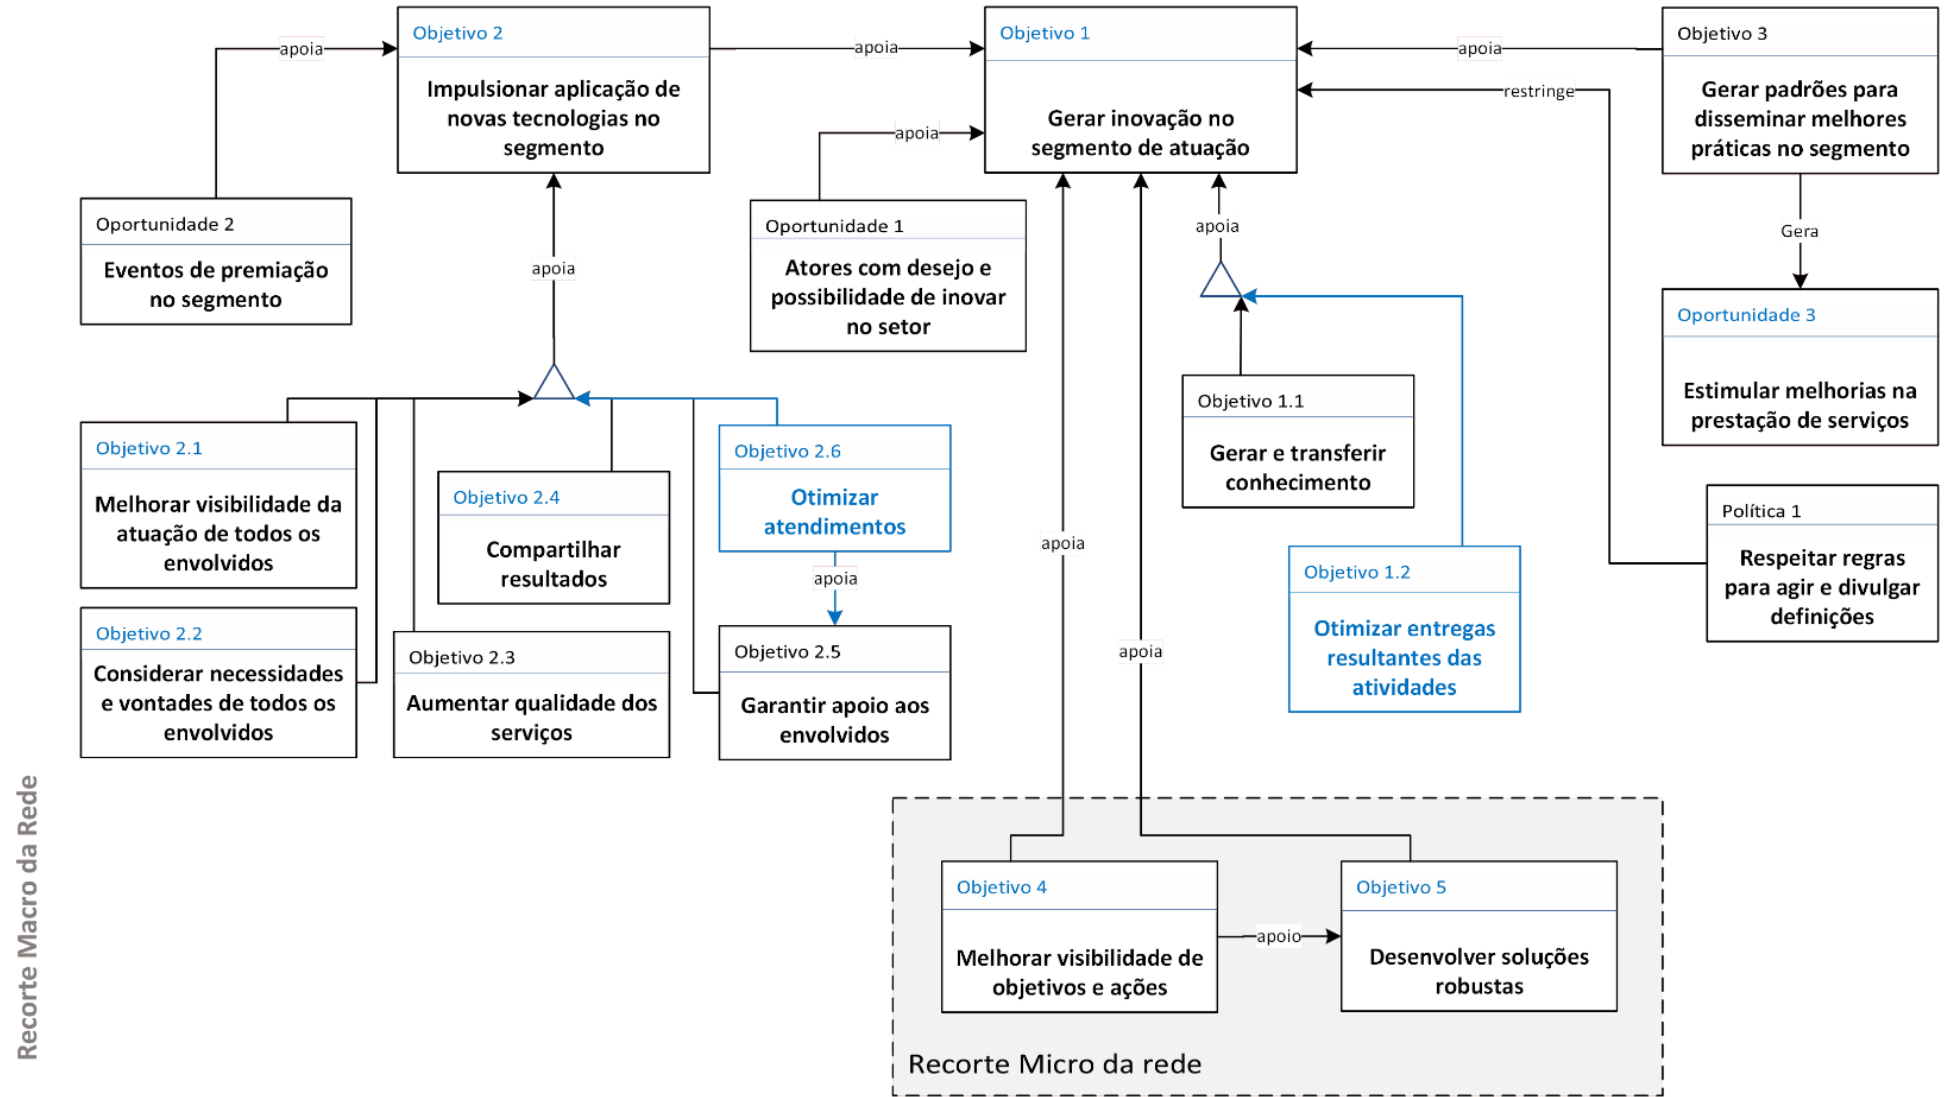 Objetivo 2
Impulsionar aplicação de
novas tecnologias no
segmento
apoia
apoia
Objetivo 1
Gerar inovação no
segmento de atuação
apoia
restringe
Objetivo 3
Gerar padrões para
disseminar melhores
práticas no segmento
Oportunidade 2
Eventos de premiação
no segmento
apoia
apoia
Oportunidade 1
Atores com desejo e
possibilidade de inovar
no setor
apoia
Gera
Oportunidade 3
Estimular melhorias na
prestação de serviços
Objetivo 2.1
Melhorar visibilidade da
atuação de todos os
envolvidos
Objetivo 2.2
Considerar necessidades
e vontades de todos os
envolvidos
Objetivo 2.3
Aumentar qualidade dos
serviços
Objetivo 2.4
Compartilhar
resultados
Objetivo 2.6
Otimizar
atendimentos
apoia
Objetivo 2.5
Garantir apoio aos
envolvidos
Objetivo 1.1
Gerar e transferir
conhecimento
Objetivo 1.2
Otimizar entregas
resultantes das
atividades
Política 1
Respeitar regras
para agir e divulgar
definições
apoia
apoia
Objetivo 4
Melhorar visibilidade de
objetivos e ações
apoio
Objetivo 5
Desenvolver soluções
robustas
Recorte Micro da rede
Recorte Macro da Rede